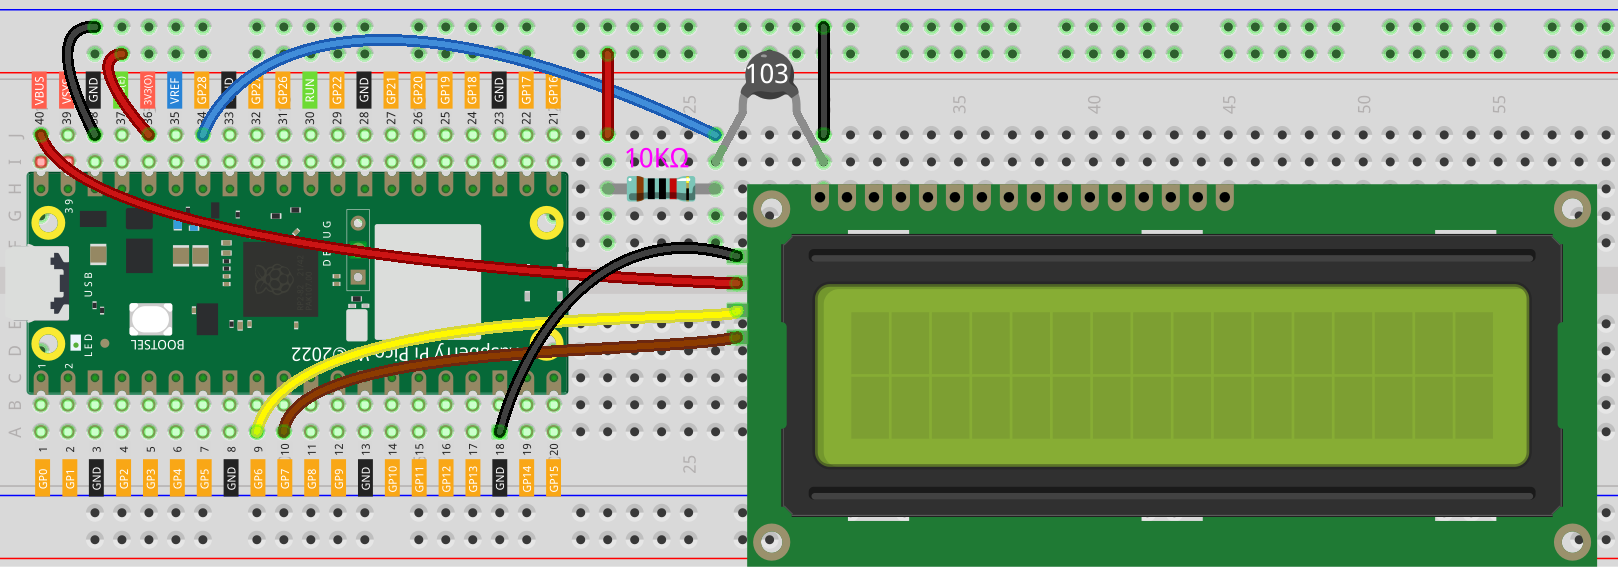 VBUS VSYS GND 3V3(O) VREF GP28 GP27 GP26 RUN GP22 GND GP21 GP20 GP19 GP18 GND GP17 GP16
40 39 38 37 36 35 34 33 32 31 30 29 28 27 26 25 24 23 22 21
25 35 40 45 50 55
103
10KΩ
J
I
H
G
F
E
D
C
B
A
39
DEBUG
USB
BOOTSEL
LED
1
2
Raspberry Pi Pico W ©2022
1 2 3 4 5 6 7 8 9 10 11 12 13 14 15 16 17 18 19 20
25
GP0 GP1 GND GP2 GP3 GP4 GP5 GND GP6 GP7 GP8 GP9 GND GP10 GP11 GP12 GP13 GND GP14 GP15